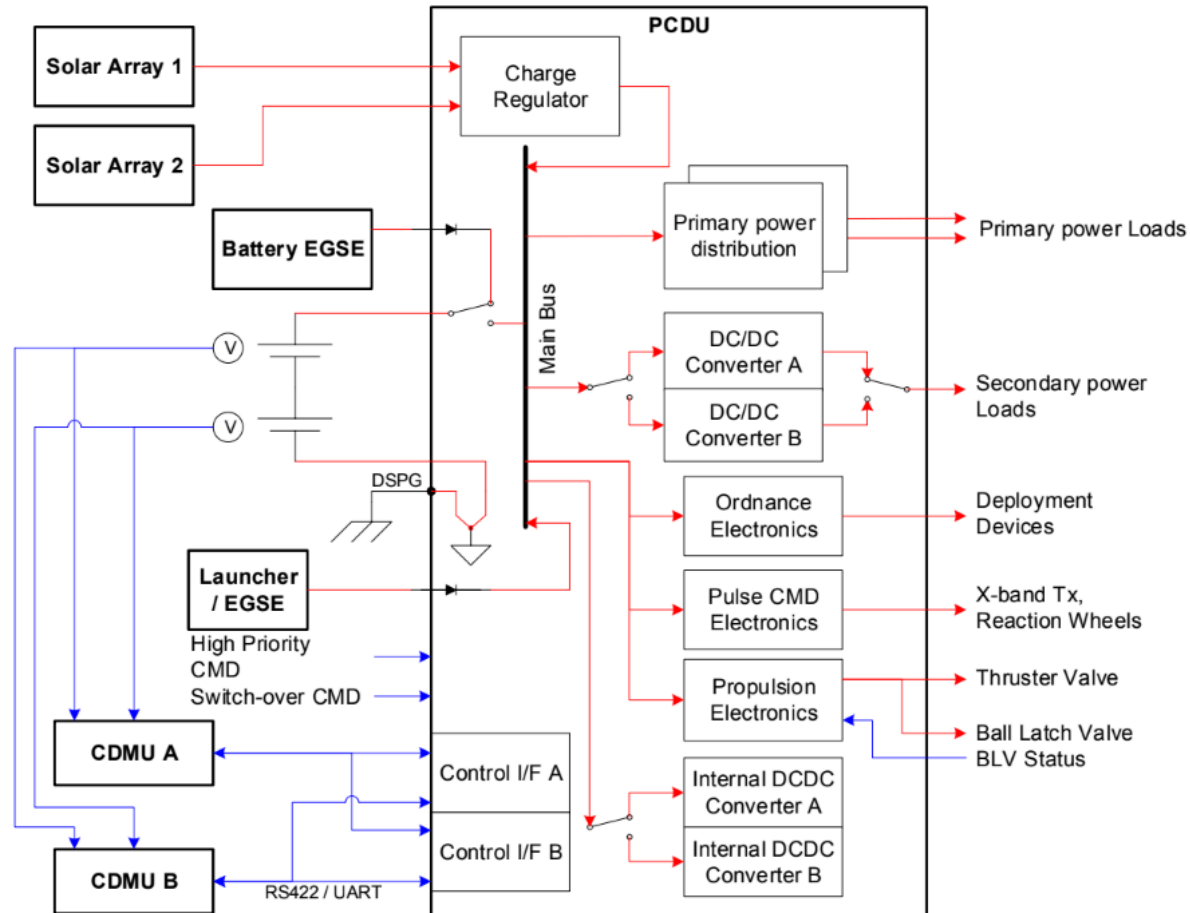 PCDU
Solar Array 1
Charge
Regulator
Solar Array 2
Primary power
distribution
Primary power Loads
Battery EGSE
Main Bus
V
DC/DC
Converter A
DC/DC
Converter B
Secondary power
Loads
V
DSPG
Ordnance
Electronics
Deployment
Devices
Launcher
/ EGSE
Pulse CMD
Electronics
X-band Tx,
Reaction Wheels
High Priority
CMD
Switch-over CMD
Propulsion
Electronics
Thruster Valve
Ball Latch Valve
BLV Status
CDMU A
Control I/F A
Internal DCDC
Converter A
Control I/F B
Internal DCDC
Converter B
CDMU B
RS422 / UART